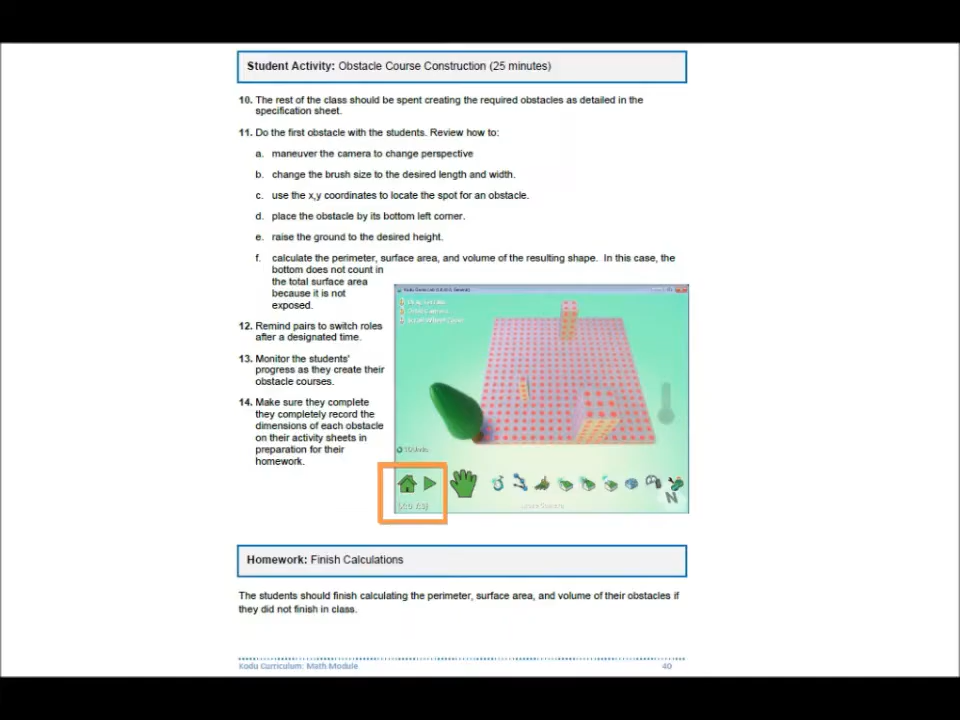 Student Activity: Obstacle Course Construction (25 minutes)
10. The rest of the class should be spent creating the required obstacles as detailed in the
specification sheet.
11. Do the first obstacle with the students. Review how to:
a. maneuver the camera to change perspective
b. change the brush size to the desired length and width.
c. use the x,y coordinates to locate the spot for an obstacle.
d. place the obstacle by its bottom left corner.
e. raise the ground to the desired height.
f. calculate the perimeter, surface area, and volume of the resulting shape. In this case, the
bottom does not count in
the total surface area
because it is not
exposed.
12. Remind pairs to switch roles
after a designated time.
13. Monitor the students'
progress as they create their
obstacle courses.
14. Make sure they complete
they completely record the
dimensions of each obstacle
on their activity sheets in
preparation for their
homework.
N
Homework: Finish Calculations
The students should finish calculating the perimeter, surface area, and volume of their obstacles if
they did not finish in class.
Kodu Curriculum: Math Module 40